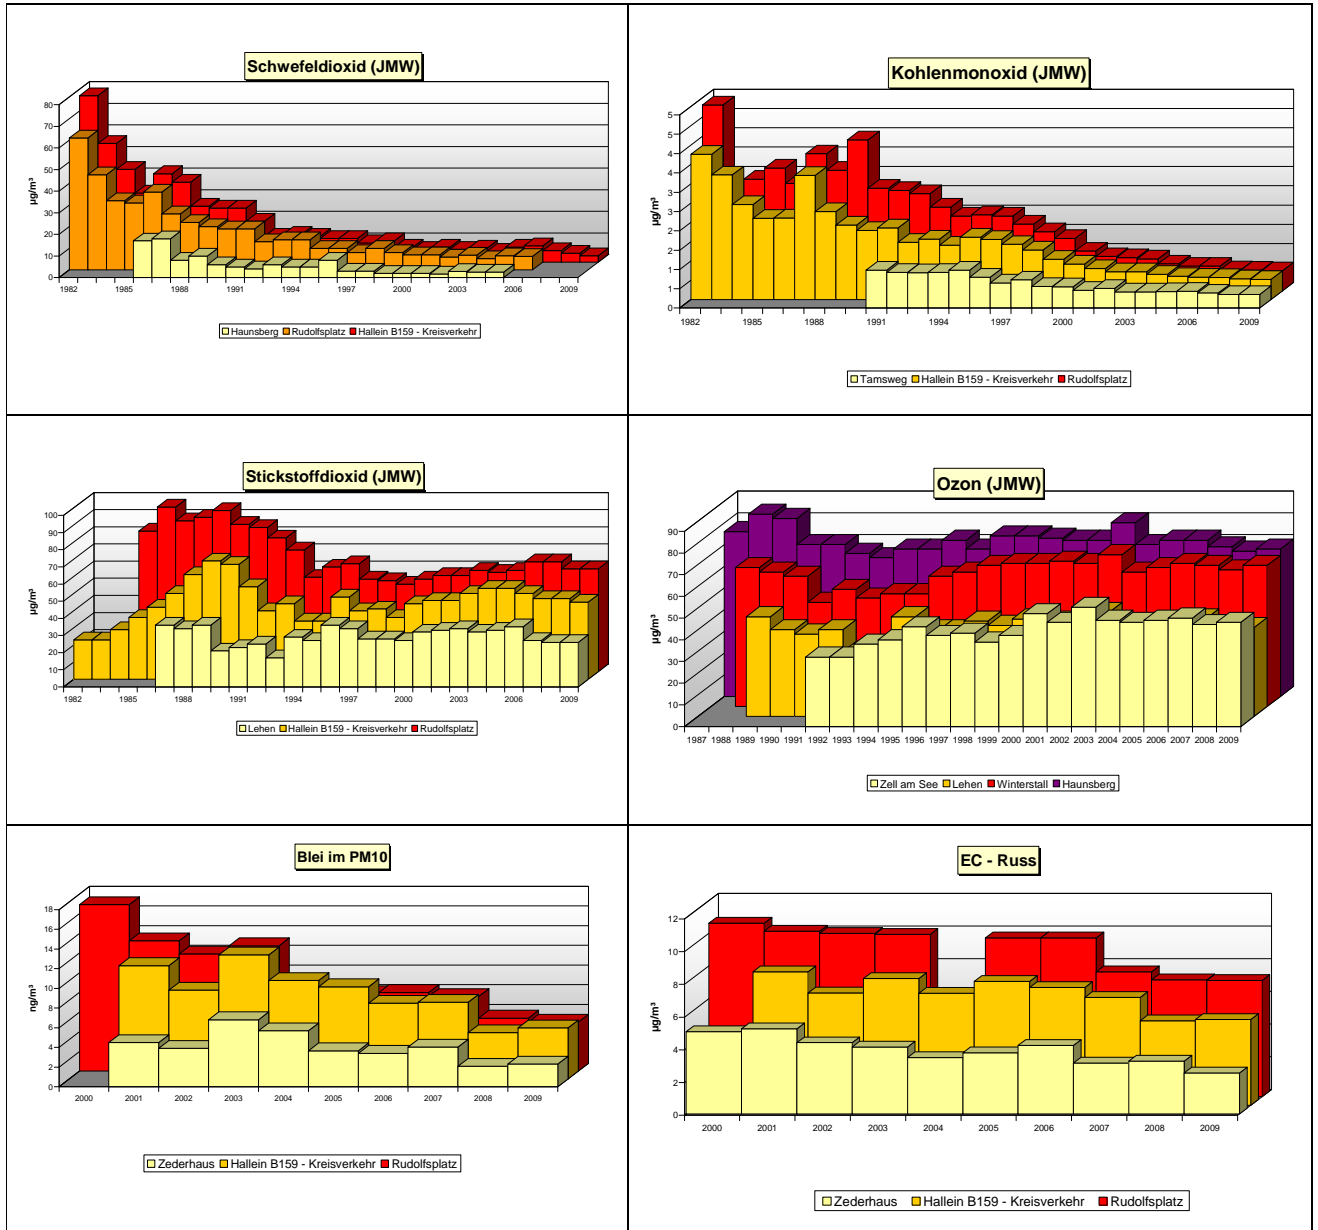 Schwefeldioxid (JMW)
80
70
60
50
40
30
20
10
0
µg/m³
1982 1985 1988 1991 1994 1997 2000 2003 2006 2009
Haunsberg Rudolfsplatz Hallein B159 - Kreisverkehr
Kohlenmonoxid (JMW)
5
5
4
4
3
3
2
2
1
1
0
µg/m³
1982 1985 1988 1991 1994 1997 2000 2003 2006 2009
Tamsweg Hallein B159 - Kreisverkehr Rudolfsplatz
Stickstoffdioxid (JMW)
100
90
80
70
60
50
40
30
20
10
0
µg/m³
1982 1985 1988 1991 1994 1997 2000 2003 2006 2009
Lehen Hallein B159 - Kreisverkehr Rudolfsplatz
Ozon (JMW)
90
80
70
60
50
40
30
20
10
0
µg/m³
1987 1988 1989 1990 1991 1992 1993 1994 1995 1996 1997 1998 1999 2000 2001 2002 2003 2004 2005 2006 2007 2008 2009
Zell am See Lehen Winterstall Haunsberg
Blei im PM10
18
16
14
12
10
8
6
4
2
0
ng/m³
2000 2001 2002 2003 2004 2005 2006 2007 2008 2009
Zederhaus Hallein B159 - Kreisverkehr Rudolfsplatz
EC - Russ
12
10
8
6
4
2
0
µg/m³
2000 2001 2002 2003 2004 2005 2006 2007 2008 2009
Zederhaus Hallein B159 - Kreisverkehr Rudolfsplatz